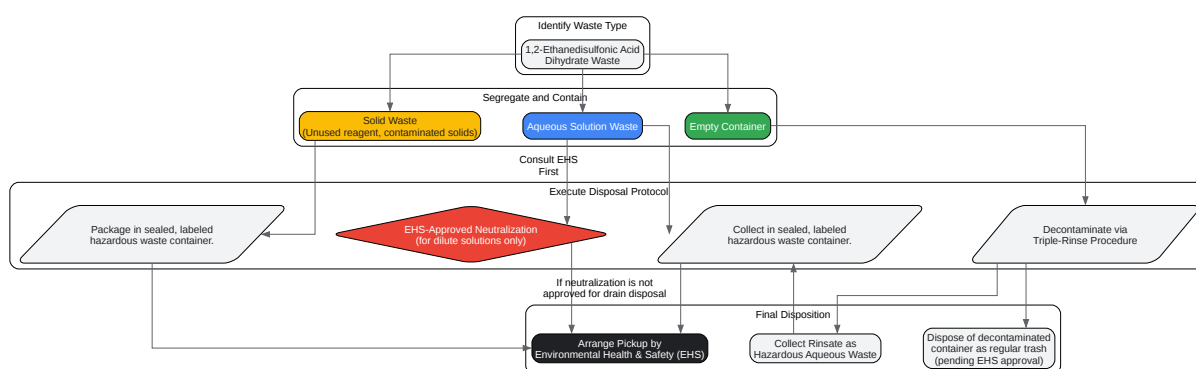 Identify Waste Type
1,2-Ethanedisulfonic Acid
Dihydrate Waste
Segregate and Contain
Solid Waste
(Unused reagent, contaminated solids)
Aqueous Solution Waste
Empty Container
Consult EHS
First
Execute Disposal Protocol
Package in sealed, labeled
hazardous waste container.
EHS-Approved Neutralization
(for dilute solutions only)
Collect in sealed, labeled
hazardous waste container.
Decontaminate via
Triple-Rinse Procedure
If neutralization is not
approved for drain disposal
Final Disposition
Arrange Pickup by
Environmental Health & Safety (EHS)
Collect Rinsate as
Hazardous Aqueous Waste
Dispose of decontaminated
container as regular trash
(pending EHS approval)